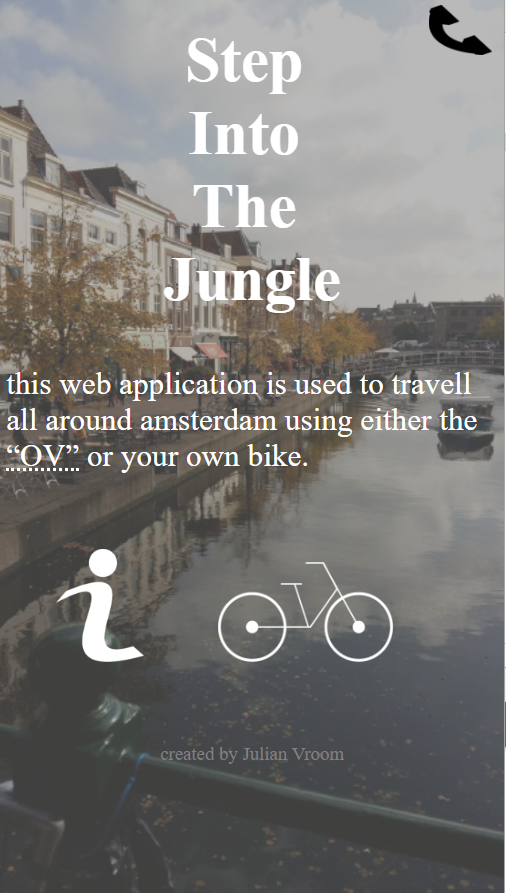 Step
Into
The
Jungle
this web application is used to travell
all around amsterdam using either the
“OV” or your own bike.
created by Julian Vroom